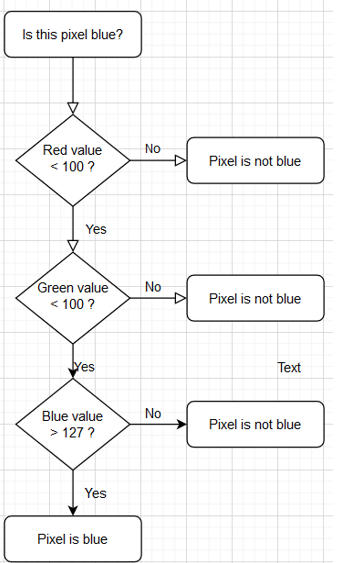 Is this pixel blue?
Red value
< 100 ?
No
Pixel is not blue
Yes
Green value
< 100 ?
No
Pixel is not blue
Yes
Text
Blue value
> 127 ?
No
Pixel is not blue
Yes
Pixel is blue